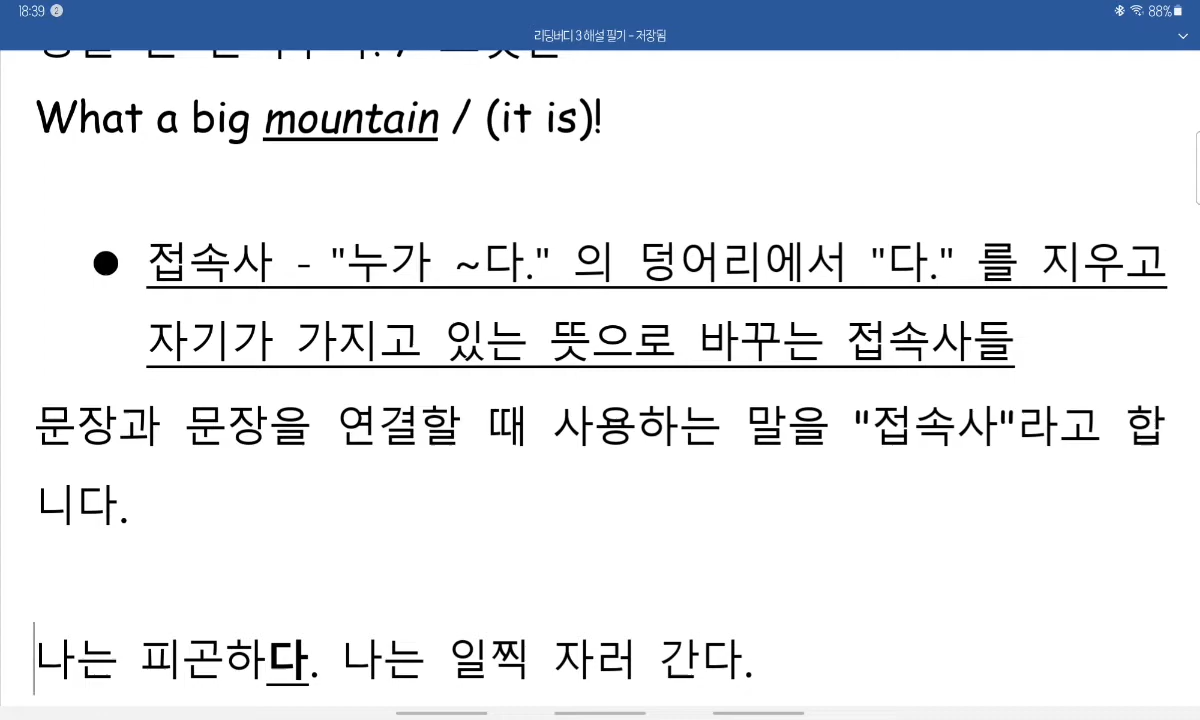 18:39 2 88%
리딩버디 3 해설 필기 - 저장됨
What a big mountain / (it is)!
● 접속사 - "누가 ~다." 의 덩어리에서 "다." 를 지우고
자기가 가지고 있는 뜻으로 바꾸는 접속사들
문장과 문장을 연결할 때 사용하는 말을 "접속사"라고 합
니다.
나는 피곤하다. 나는 일찍 자러 간다.